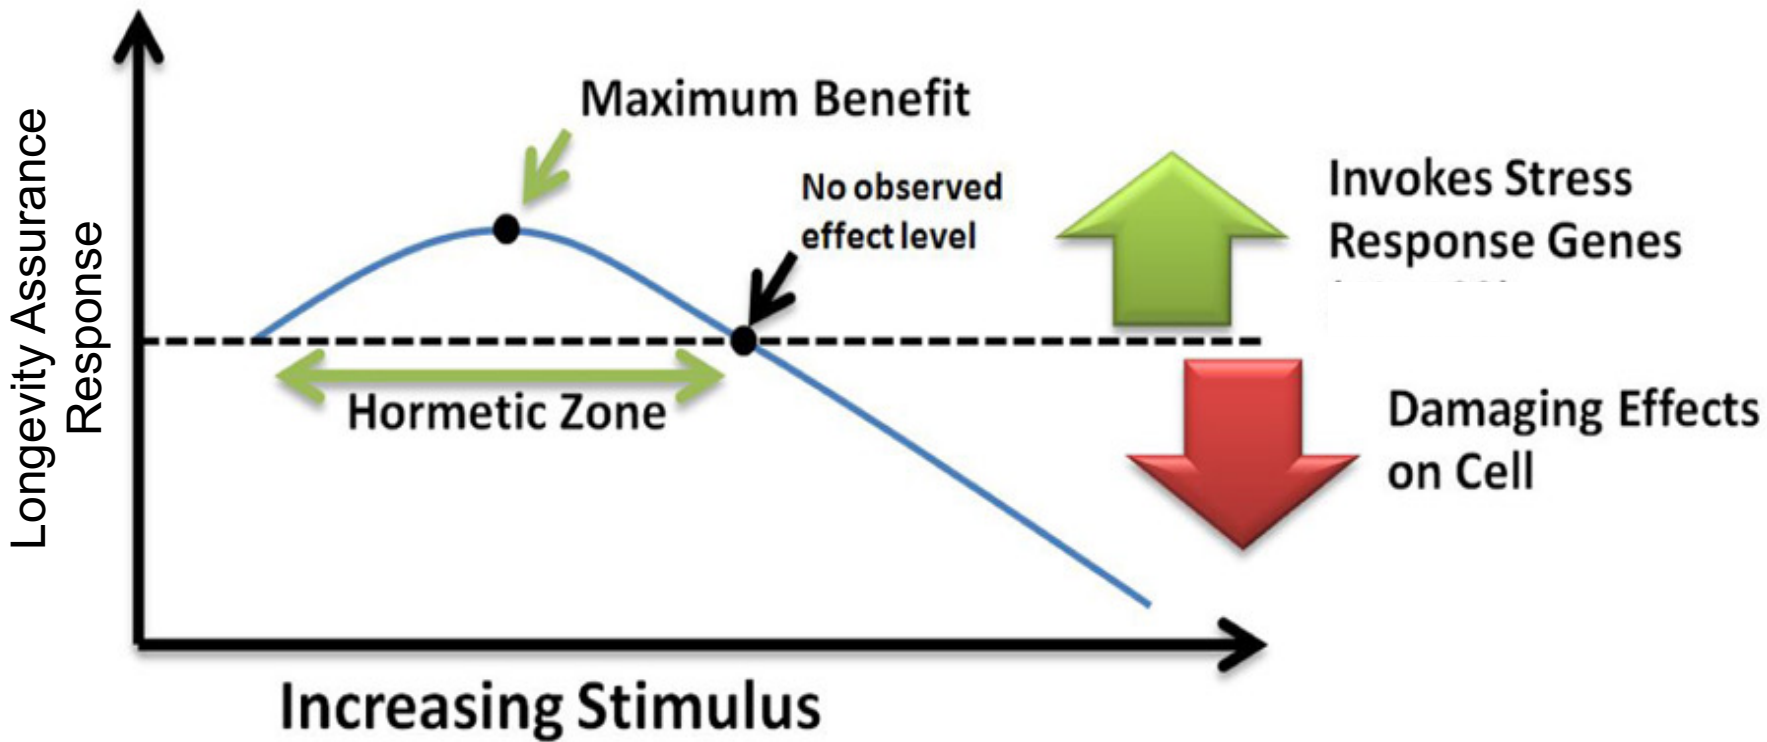 Longevity Assurance
Response
Maximum Benefit
No observed
effect level
Invokes Stress
Response Genes
Hormetic Zone
Damaging Effects
on Cell
Increasing Stimulus